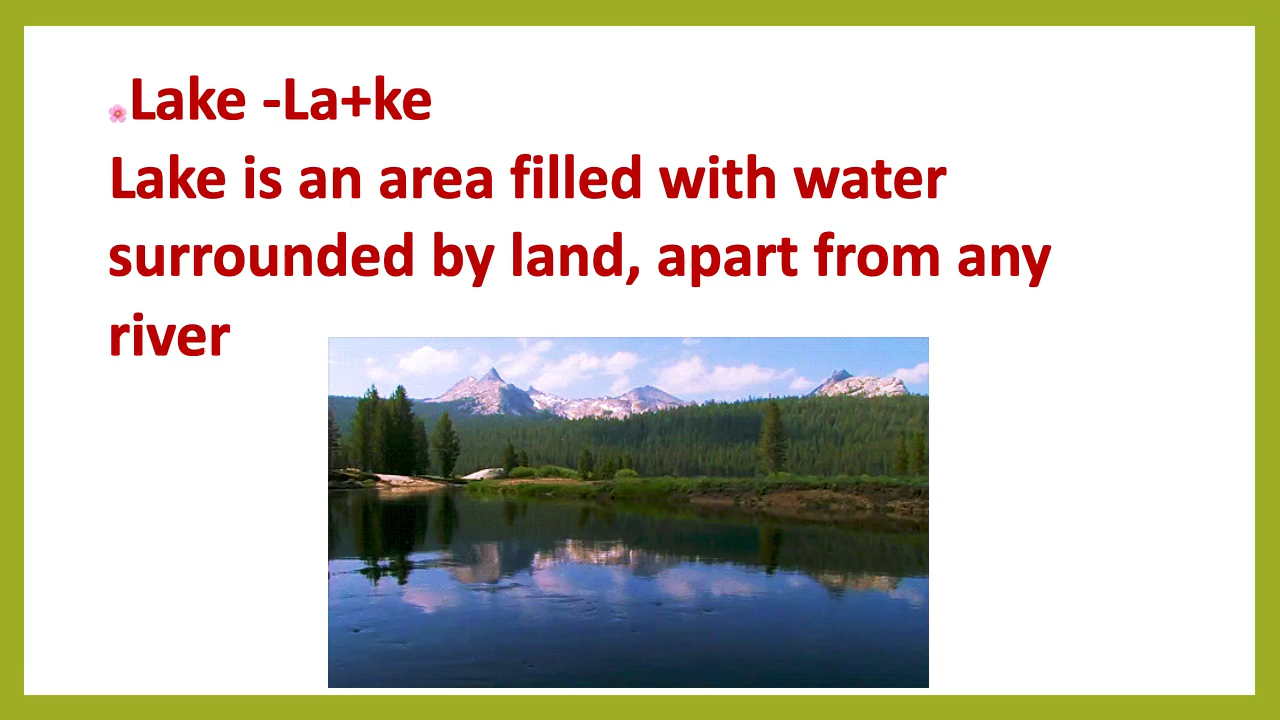 Lake -La+ke
Lake is an area filled with water
surrounded by land, apart from any
river